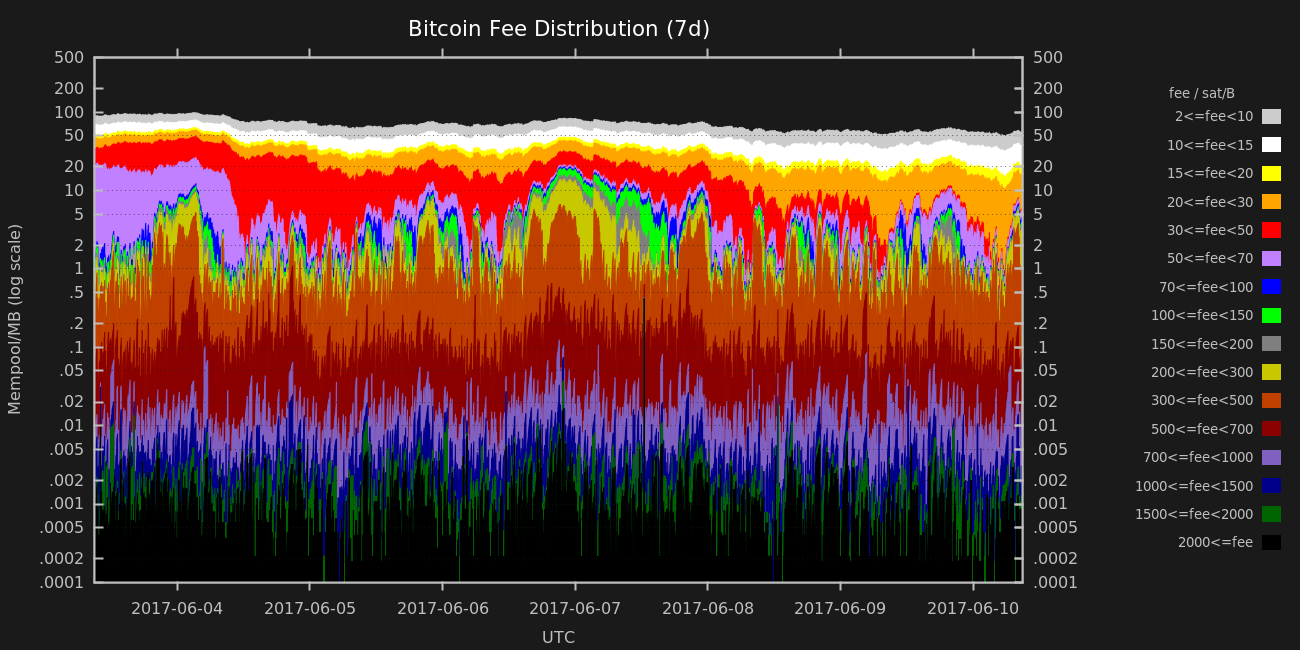 Bitcoin Fee Distribution (7d)
500
200
100
50
20
10
5
2
1
.5
.2
.1
.05
.02
.01
.005
.002
.001
.0005
.0002
.0001
Mempool/MB (log scale)
500
200
100
50
20
10
5
2
1
.5
.2
.1
.05
.02
.01
.005
.002
.001
.0005
.0002
.0001
2017-06-04 2017-06-05 2017-06-06 2017-06-07 2017-06-08 2017-06-09 2017-06-10
UTC
fee / sat/B
2<=fee<10
10<=fee<15
15<=fee<20
20<=fee<30
30<=fee<50
50<=fee<70
70<=fee<100
100<=fee<150
150<=fee<200
200<=fee<300
300<=fee<500
500<=fee<700
700<=fee<1000
1000<=fee<1500
1500<=fee<2000
2000<=fee